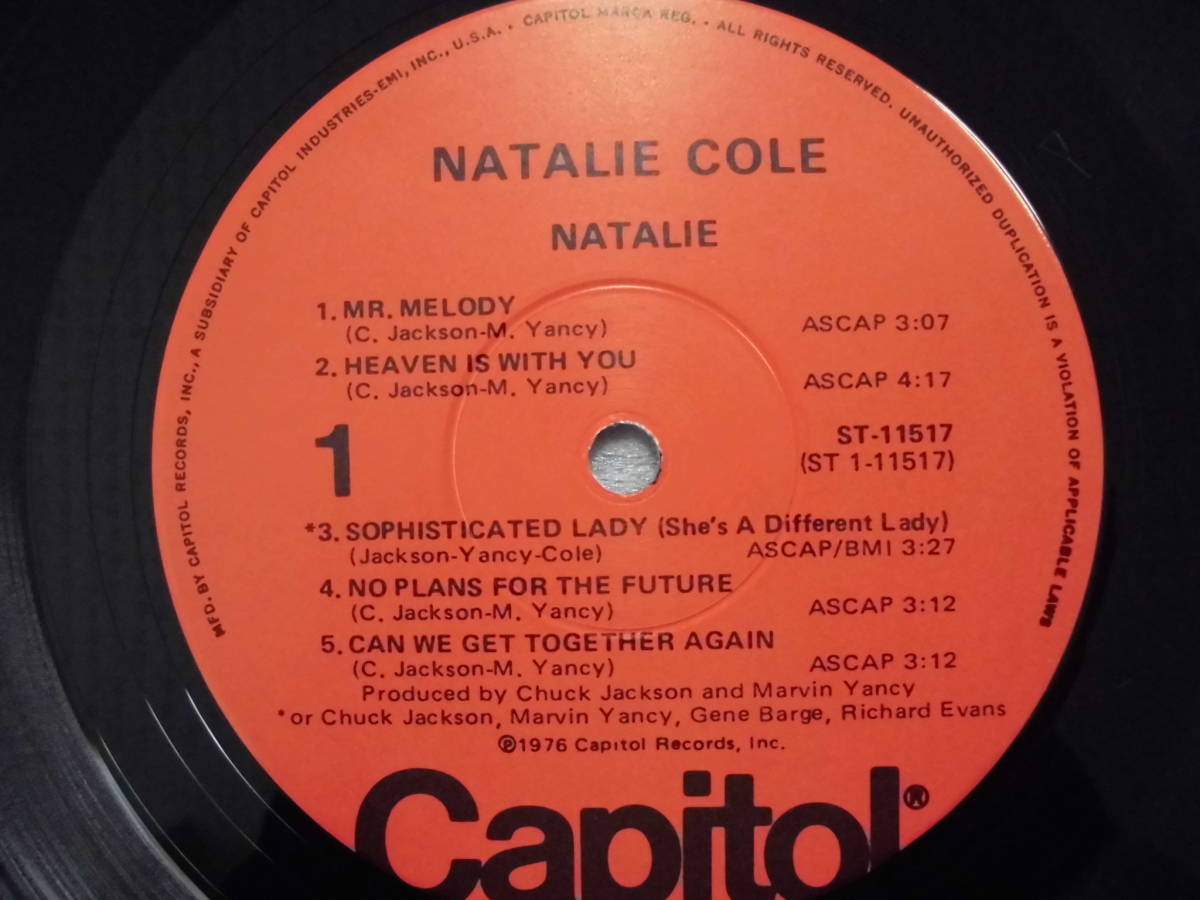 MFD. BY CAPITOL RECORDS, INC., A SUBSIDIARY OF CAPITOL INDUSTRIES-EMI, INC., U.S.A. • CAPITOL MARCA REG. • ALL RIGHTS RESERVED. UNAUTHORIZED DUPLICATION IS A VIOLATION OF APPLICABLE LAWS
NATALIE COLE
NATALIE
1. MR. MELODY
(C. Jackson-M. Yancy) ASCAP 3:07
2. HEAVEN IS WITH YOU
(C. Jackson-M. Yancy) ASCAP 4:17
1
ST-11517
(ST 1-11517)
*3. SOPHISTICATED LADY (She's A Different Lady)
(Jackson-Yancy-Cole) ASCAP/BMI 3:27
4. NO PLANS FOR THE FUTURE
(C. Jackson-M. Yancy) ASCAP 3:12
5. CAN WE GET TOGETHER AGAIN
(C. Jackson-M. Yancy) ASCAP 3:12
Produced by Chuck Jackson and Marvin Yancy
*or Chuck Jackson, Marvin Yancy, Gene Barge, Richard Evans
℗1976 Capitol Records, Inc.
Capitol®